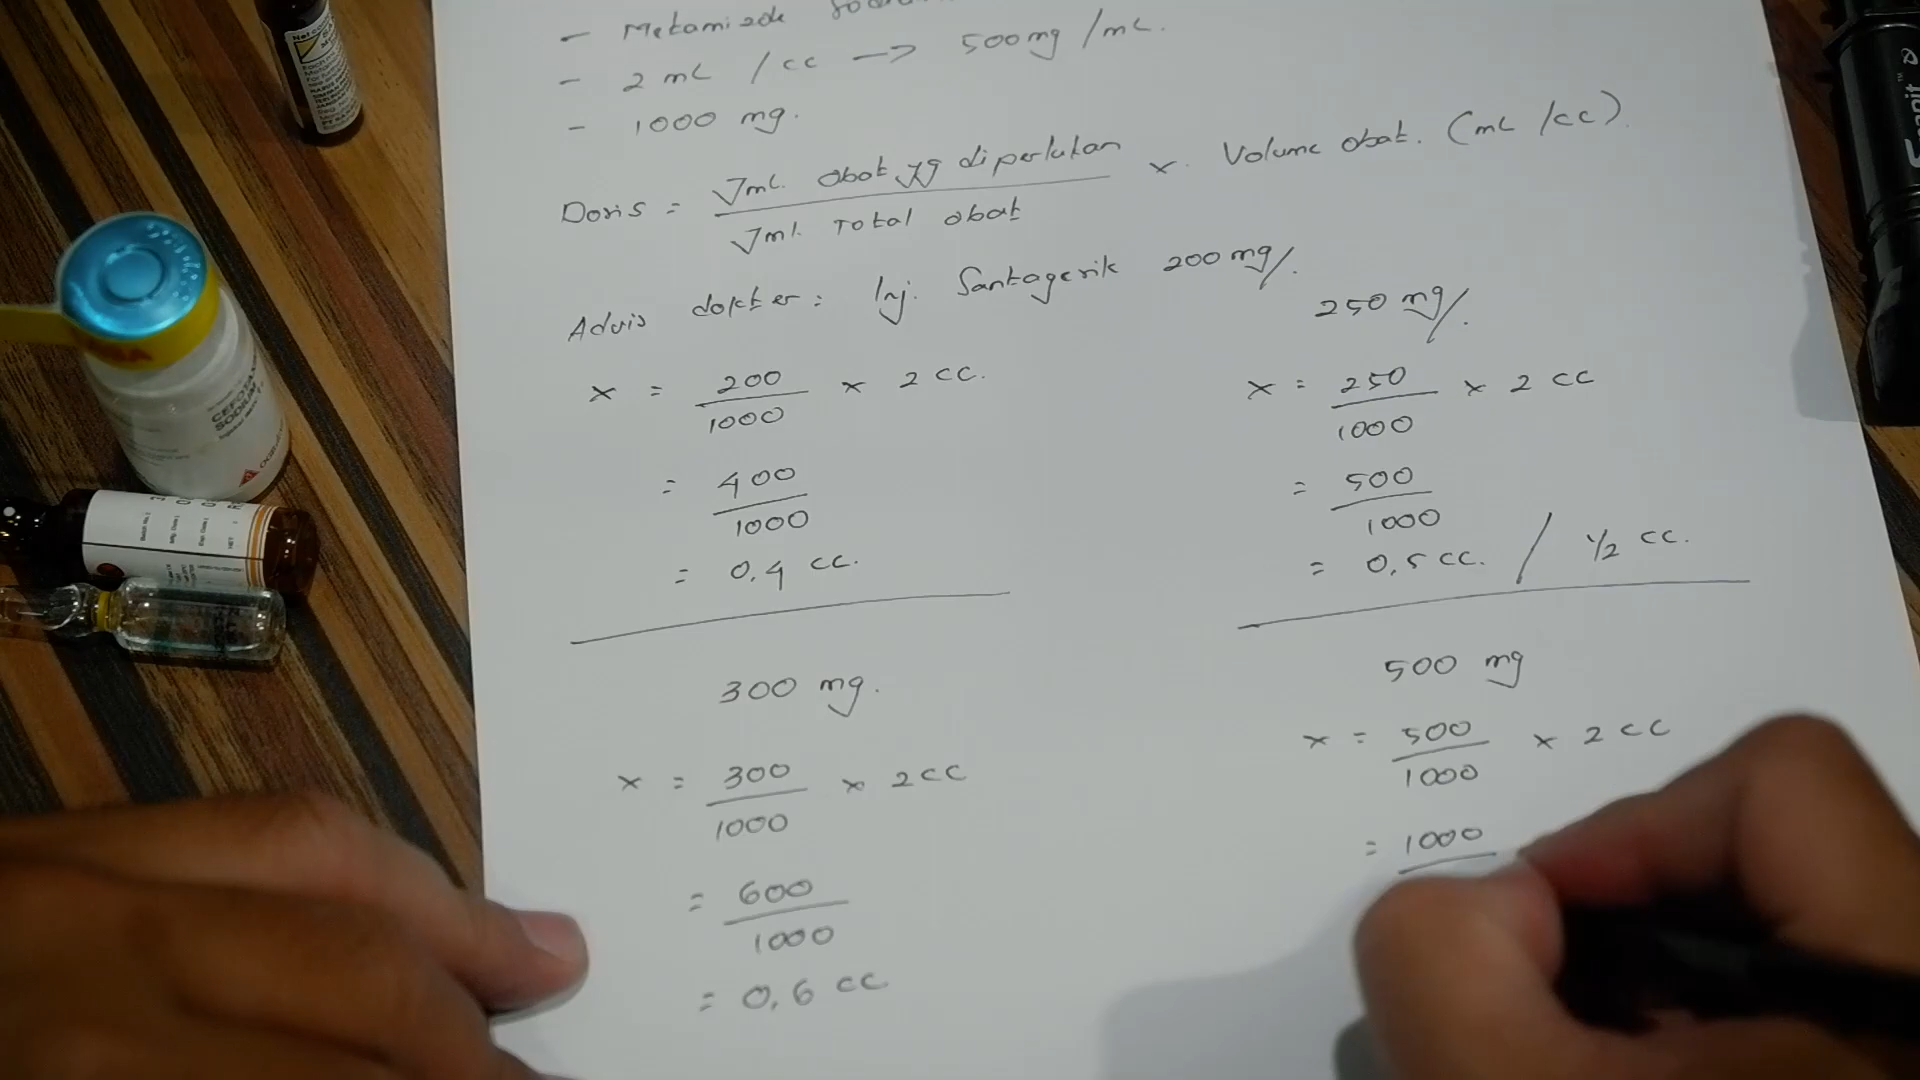 - Metamizole
- 2 mL / cc -> 500 mg / mL.
- 1000 mg.
Dosis = Jml. Obat yg diperlukan / Jml. Total obat x Volume Obat. (mL / cc).
Advis dokter : Inj. Santagesik 200 mg/.
x = 200 / 1000 x 2 cc.
= 400 / 1000
= 0,4 cc.
250 mg/.
x = 250 / 1000 x 2 cc
= 500 / 1000
= 0,5 cc. / 1/2 cc.
300 mg.
x = 300 / 1000 x 2 cc
= 600 / 1000
= 0,6 cc
500 mg
x = 500 / 1000 x 2 cc
= 1000
SODIUM